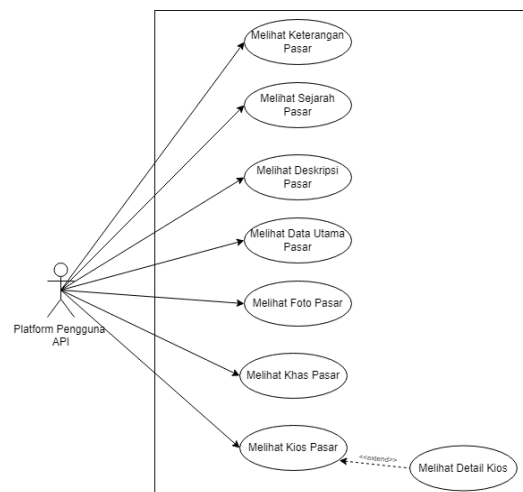 Melihat Keterangan
Pasar
Melihat Sejarah
Pasar
Melihat Deskripsi
Pasar
Melihat Data Utama
Pasar
Platform Pengguna
API
Melihat Foto Pasar
Melihat Khas Pasar
Melihat Kios Pasar
<<extend>>
Melihat Detail Kios